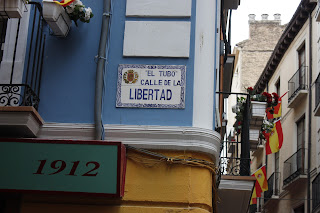 "EL TUBO"
CALLE DE LA
LIBERTAD
1912